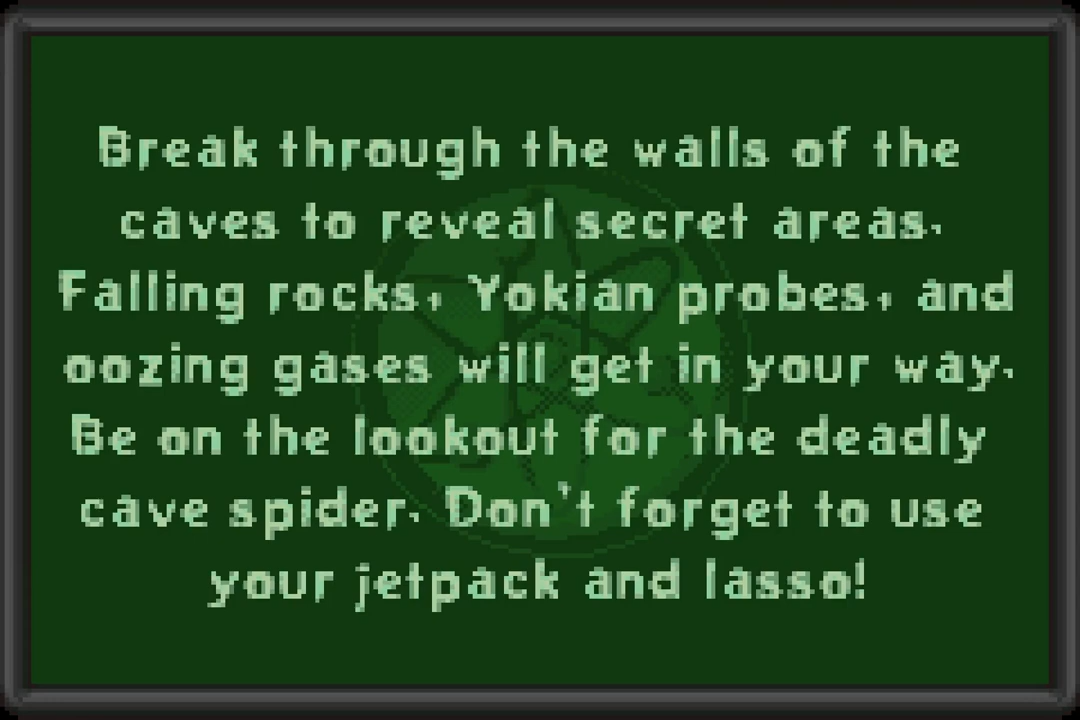 Break through the walls of the
caves to reveal secret areas.
Falling rocks, Yokian probes, and
oozing gases will get in your way.
Be on the lookout for the deadly
cave spider. Don't forget to use
your jetpack and lasso!